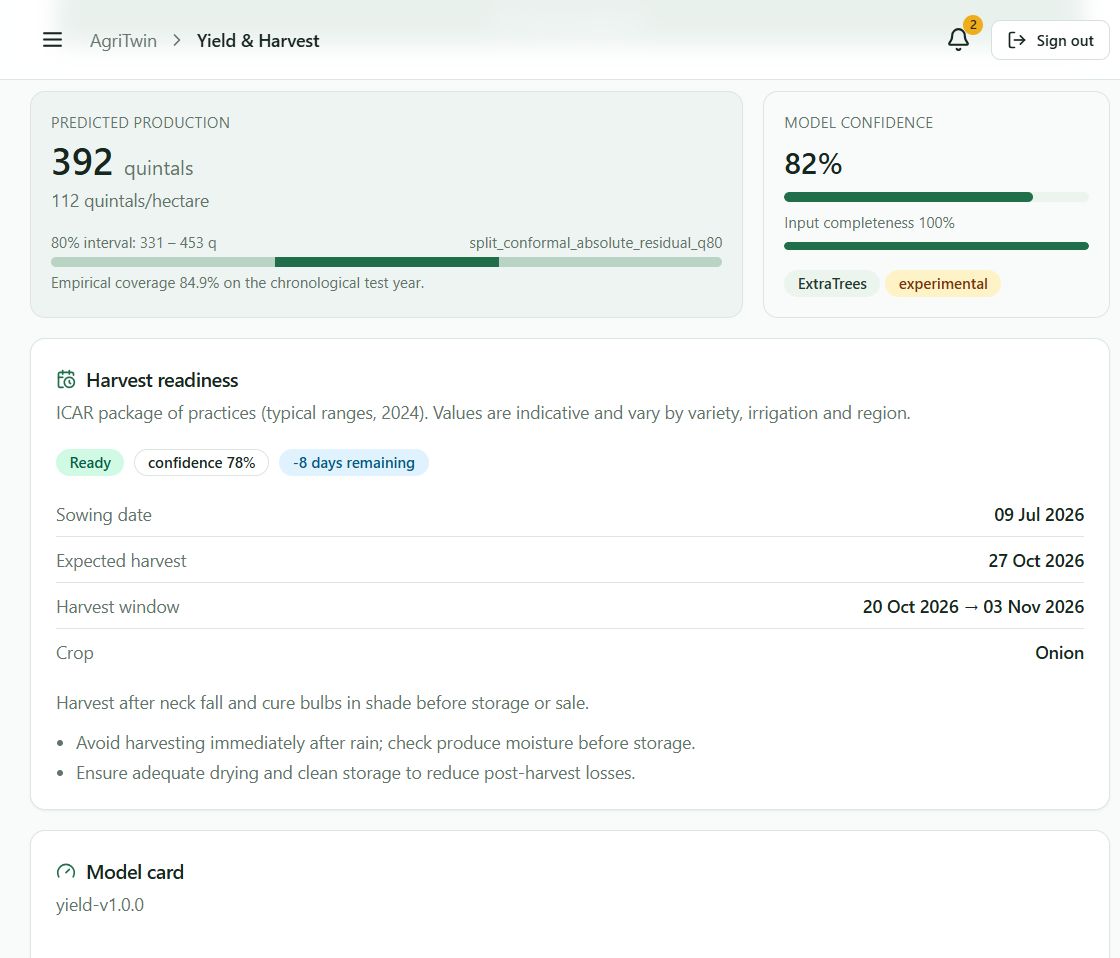 AgriTwin > Yield & Harvest
2
Sign out
PREDICTED PRODUCTION
392 quintals
112 quintals/hectare
80% interval: 331 – 453 q
split_conformal_absolute_residual_q80
Empirical coverage 84.9% on the chronological test year.
MODEL CONFIDENCE
82%
Input completeness 100%
ExtraTrees
experimental
Harvest readiness
ICAR package of practices (typical ranges, 2024). Values are indicative and vary by variety, irrigation and region.
Ready
confidence 78%
-8 days remaining
Sowing date 09 Jul 2026
Expected harvest 27 Oct 2026
Harvest window 20 Oct 2026 → 03 Nov 2026
Crop Onion
Harvest after neck fall and cure bulbs in shade before storage or sale.
• Avoid harvesting immediately after rain; check produce moisture before storage.
• Ensure adequate drying and clean storage to reduce post-harvest losses.
Model card
yield-v1.0.0